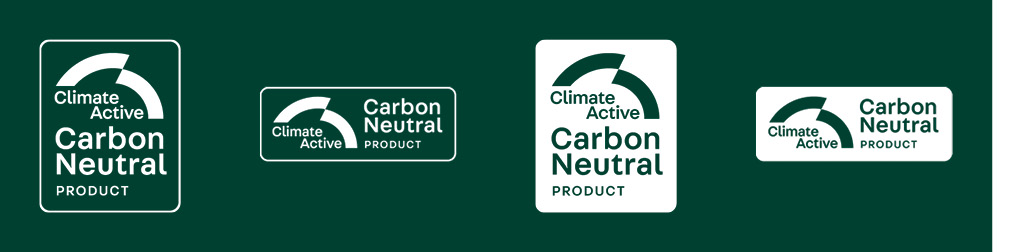 Climate
Active
Carbon
Neutral
PRODUCT
Climate
Active
Carbon
Neutral
PRODUCT
Climate
Active
Carbon
Neutral
PRODUCT
Climate
Active
Carbon
Neutral
PRODUCT